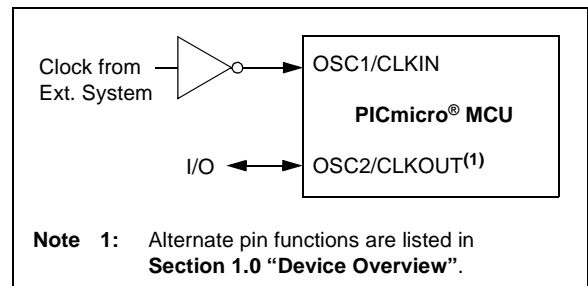 Clock from
Ext. System
OSC1/CLKIN
PICmicro® MCU
I/O
OSC2/CLKOUT(1)
Note 1: Alternate pin functions are listed in
Section 1.0 “Device Overview”.